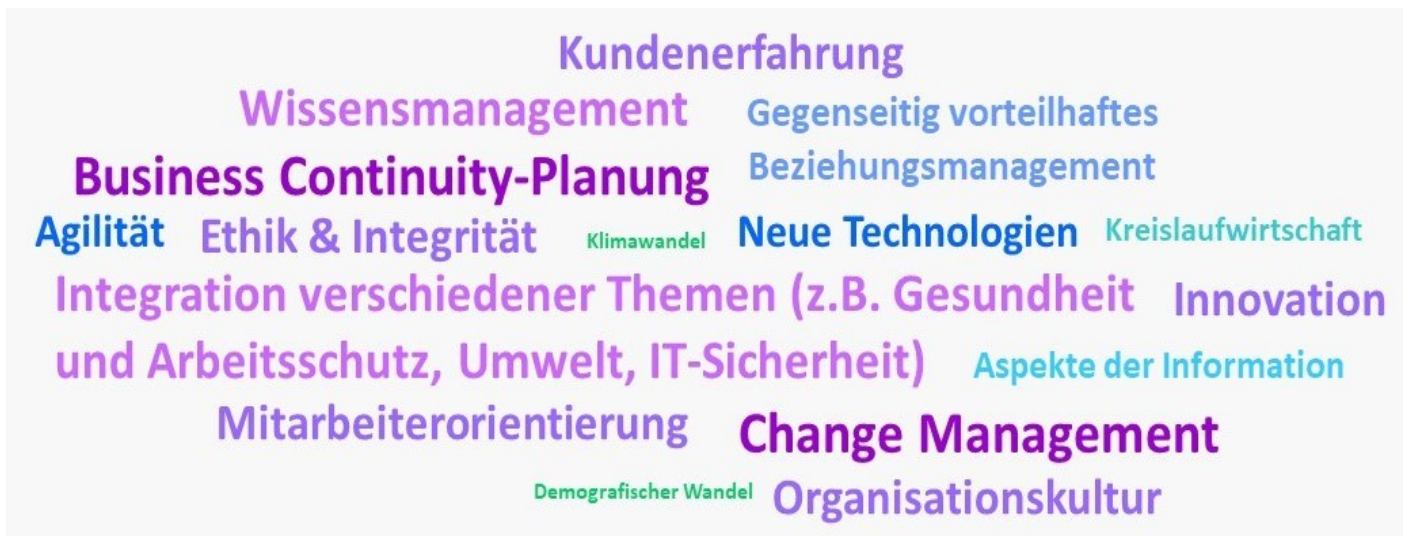 Kundenerfahrung
Wissensmanagement
Gegenseitig vorteilhaftes
Beziehungsmanagement
Business Continuity-Planung
Agilität
Ethik & Integrität
Klimawandel
Neue Technologien
Kreislaufwirtschaft
Integration verschiedener Themen (z.B. Gesundheit
und Arbeitsschutz, Umwelt, IT-Sicherheit)
Innovation
Aspekte der Information
Mitarbeiterorientierung
Change Management
Demografischer Wandel
Organisationskultur